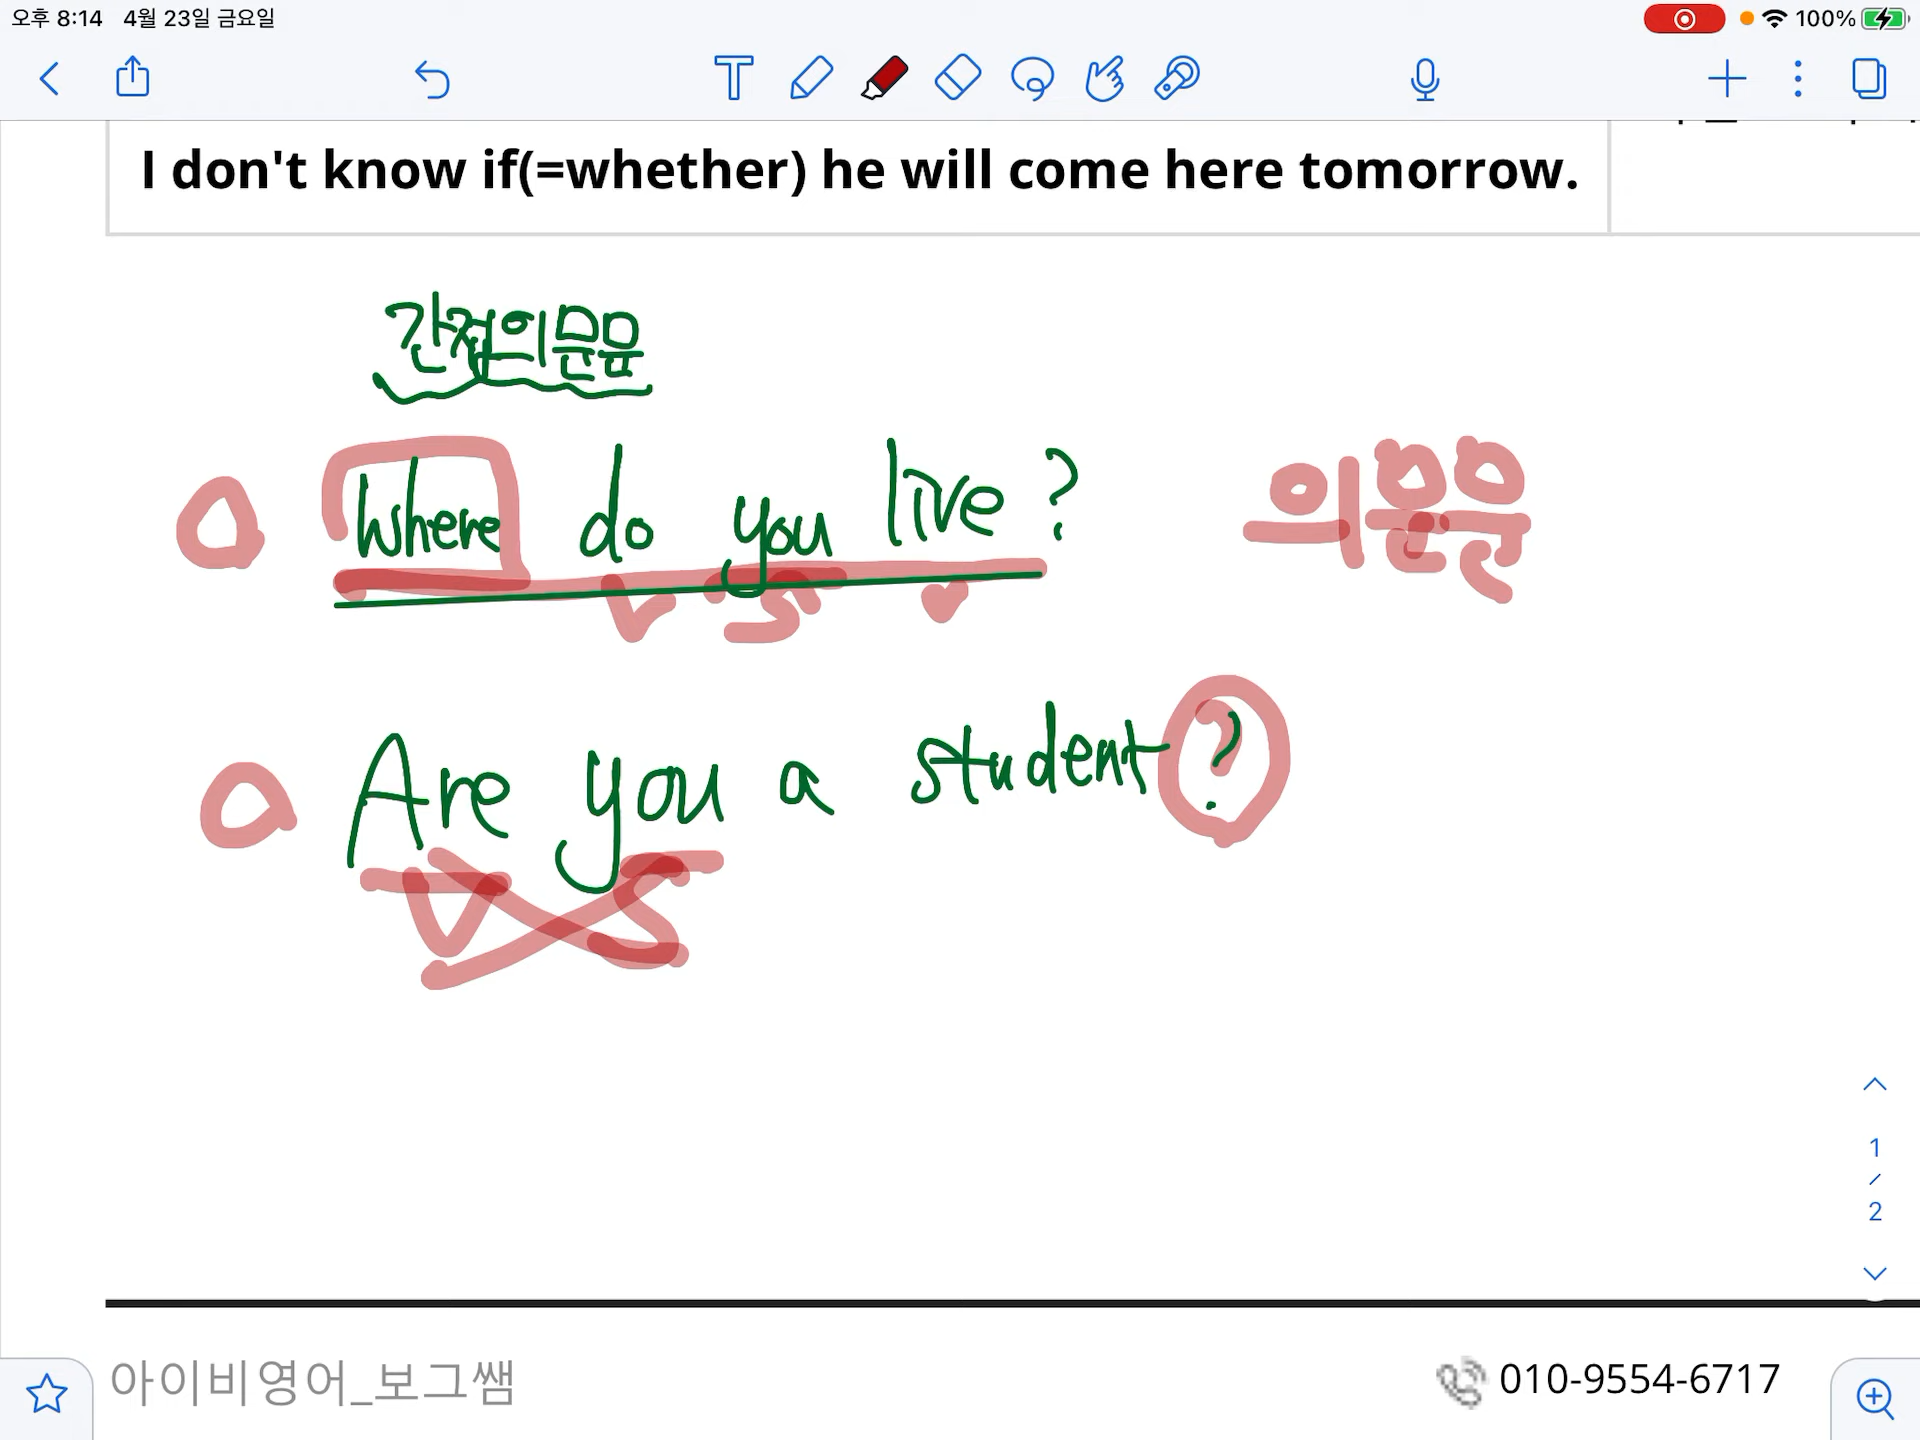 오후 8:14 4월 23일 금요일 100%
I don't know if(=whether) he will come here tomorrow.
간접의문문
Where do you live? 의문문
V S
Are you a student?
V S
1
/
2
아이비영어_보그쌤 010-9554-6717